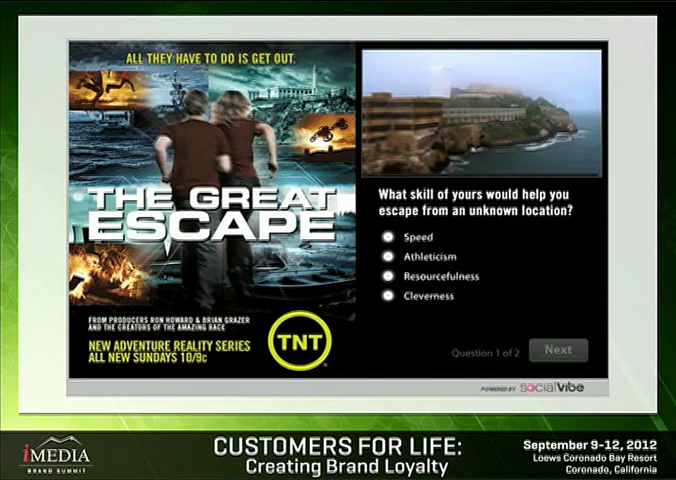 ALL THEY HAVE TO DO IS GET OUT.
THE GREAT
ESCAPE
FROM PRODUCERS RON HOWARD & BRIAN GRAZER
AND THE CREATORS OF THE AMAZING RACE
NEW ADVENTURE REALITY SERIES
ALL NEW SUNDAYS 10/9c
TNT
What skill of yours would help you
escape from an unknown location?
Speed
Athleticism
Resourcefulness
Cleverness
Question 1 of 2
Next
POWERED BY socialvibe
iMEDIA
BRAND SUMMIT
CUSTOMERS FOR LIFE:
Creating Brand Loyalty
September 9-12, 2012
Loews Coronado Bay Resort
Coronado, California